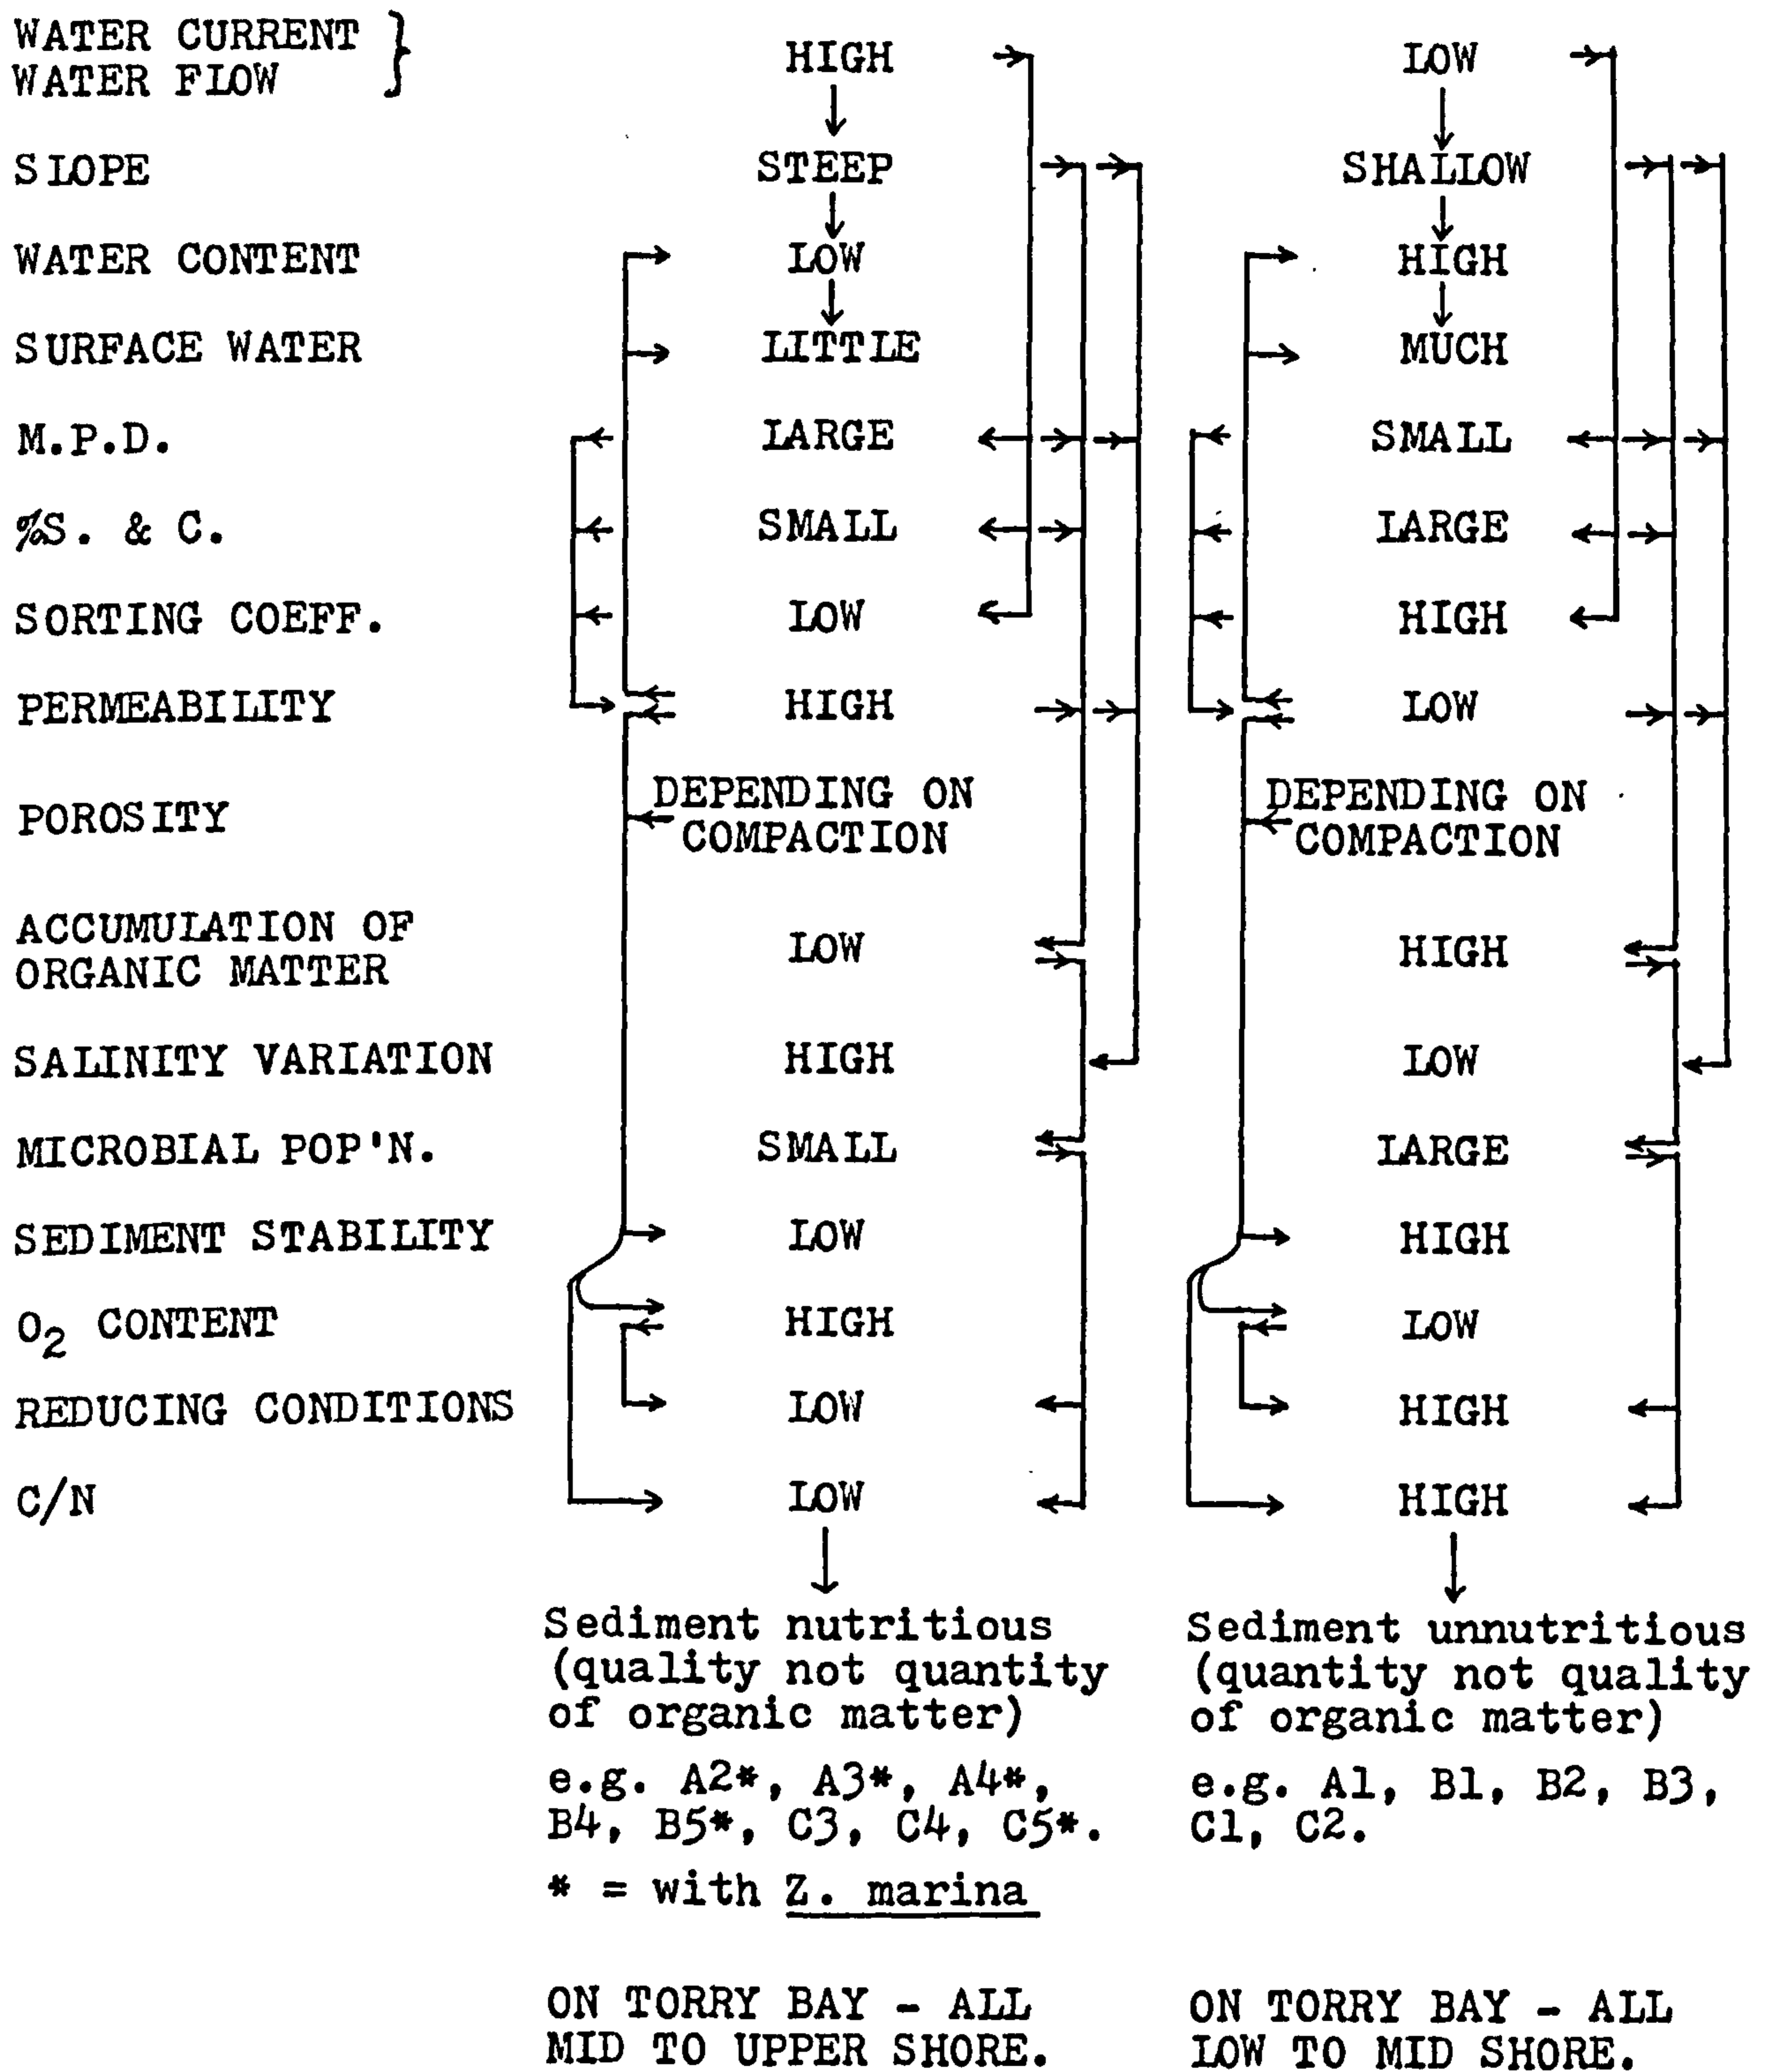 WATER CURRENT }
WATER FLOW HIGH LOW
SLOPE STEEP SHALLOW
WATER CONTENT LOW HIGH
SURFACE WATER LITTLE MUCH
M.P.D. LARGE SMALL
%S. & C. SMALL LARGE
SORTING COEFF. LOW HIGH
PERMEABILITY HIGH LOW
POROSITY DEPENDING ON DEPENDING ON
COMPACTION COMPACTION
ACCUMULATION OF
ORGANIC MATTER LOW HIGH
SALINITY VARIATION HIGH LOW
MICROBIAL POP'N. SMALL LARGE
SEDIMENT STABILITY LOW HIGH
O₂ CONTENT HIGH LOW
REDUCING CONDITIONS LOW HIGH
C/N LOW HIGH
Sediment nutritious
(quality not quantity
of organic matter)
e.g. A2*, A3*, A4*,
B4, B5*, C3, C4, C5*.
* = with Z. marina
ON TORRY BAY - ALL
MID TO UPPER SHORE.
Sediment unnutritious
(quantity not quality
of organic matter)
e.g. A1, B1, B2, B3,
C1, C2.
ON TORRY BAY - ALL
LOW TO MID SHORE.